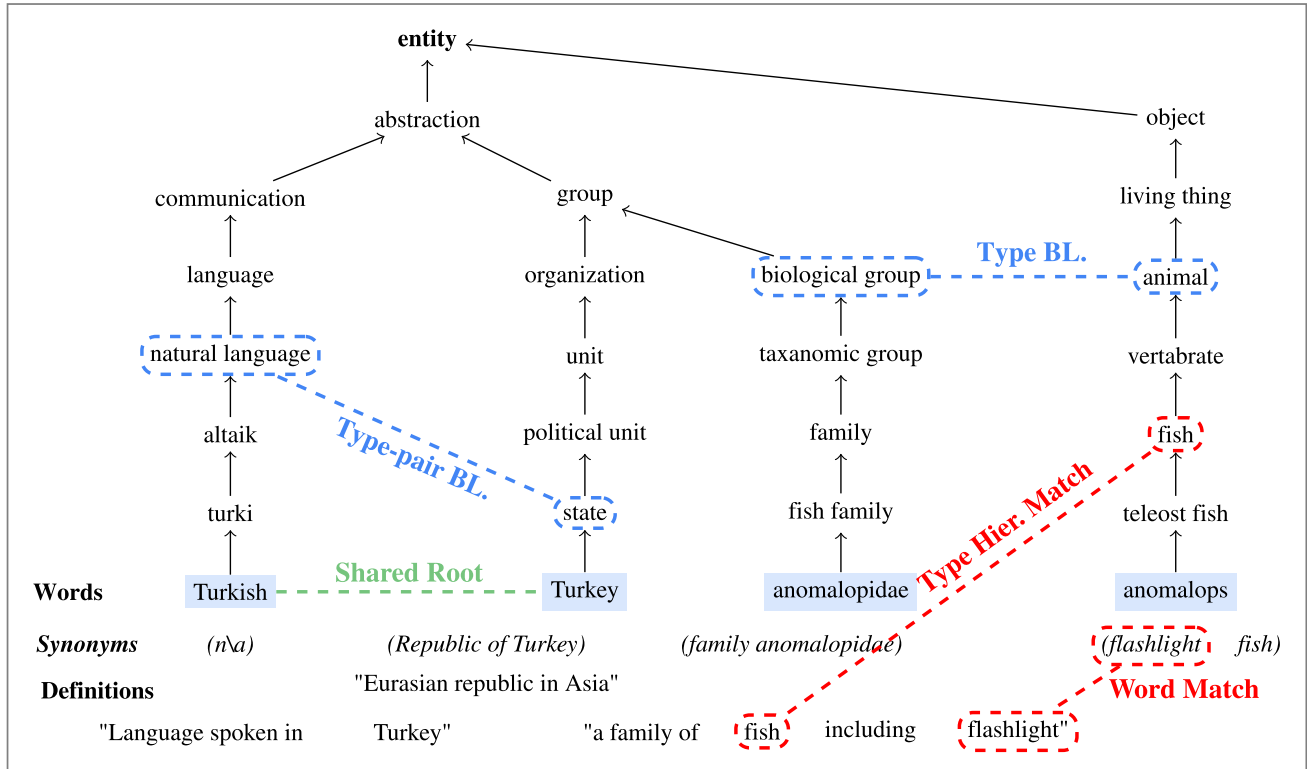 entity
abstraction
object
communication
group
living thing
Type BL.
language
organization
biological group
animal
natural language
unit
taxanomic group
vertabrate
Type-pair BL.
altaik
political unit
family
fish
Type Hier. Match
turki
state
fish family
teleost fish
Shared Root
Words
Turkish
Turkey
anomalopidae
anomalops
Synonyms
(n\a)
(Republic of Turkey)
(family anomalopidae)
(flashlight fish)
Definitions
"Eurasian republic in Asia"
Word Match
"Language spoken in Turkey"
"a family of fish including flashlight"